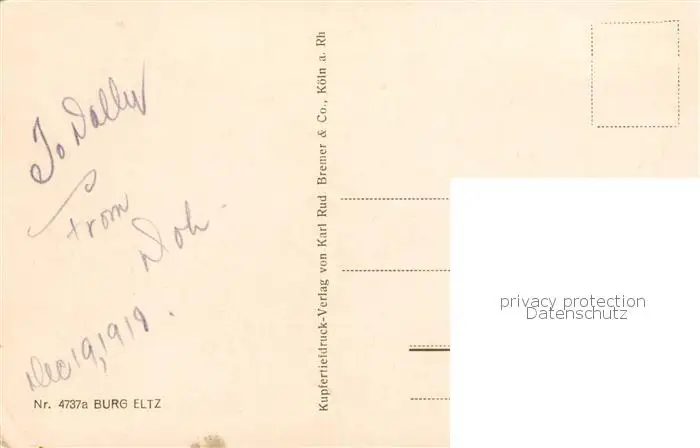 To Dolly
from
Dec 19, 1919.
Nr. 4737a BURG ELTZ
Kupfertiefdruck-Verlag von Karl Rud Bremer & Co., Köln a. Rh
privacy protection
Datenschutz